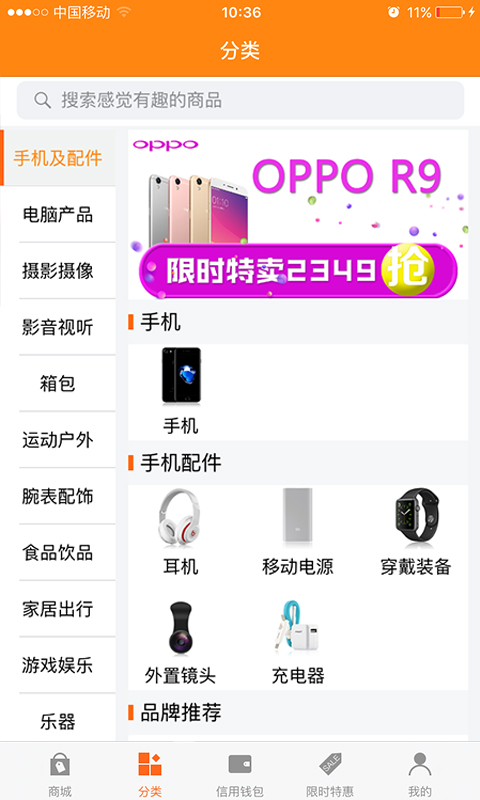 中国移动
10:36
11%
分类
搜索感觉有趣的商品
手机及配件
电脑产品
摄影摄像
影音视听
箱包
运动户外
腕表配饰
食品饮品
家居出行
游戏娱乐
乐器
oppo
OPPO R9
限时特卖2349抢
手机
手机
手机配件
耳机
移动电源
穿戴装备
外置镜头
充电器
品牌推荐
商城
分类
信用钱包
SALE
限时特惠
我的